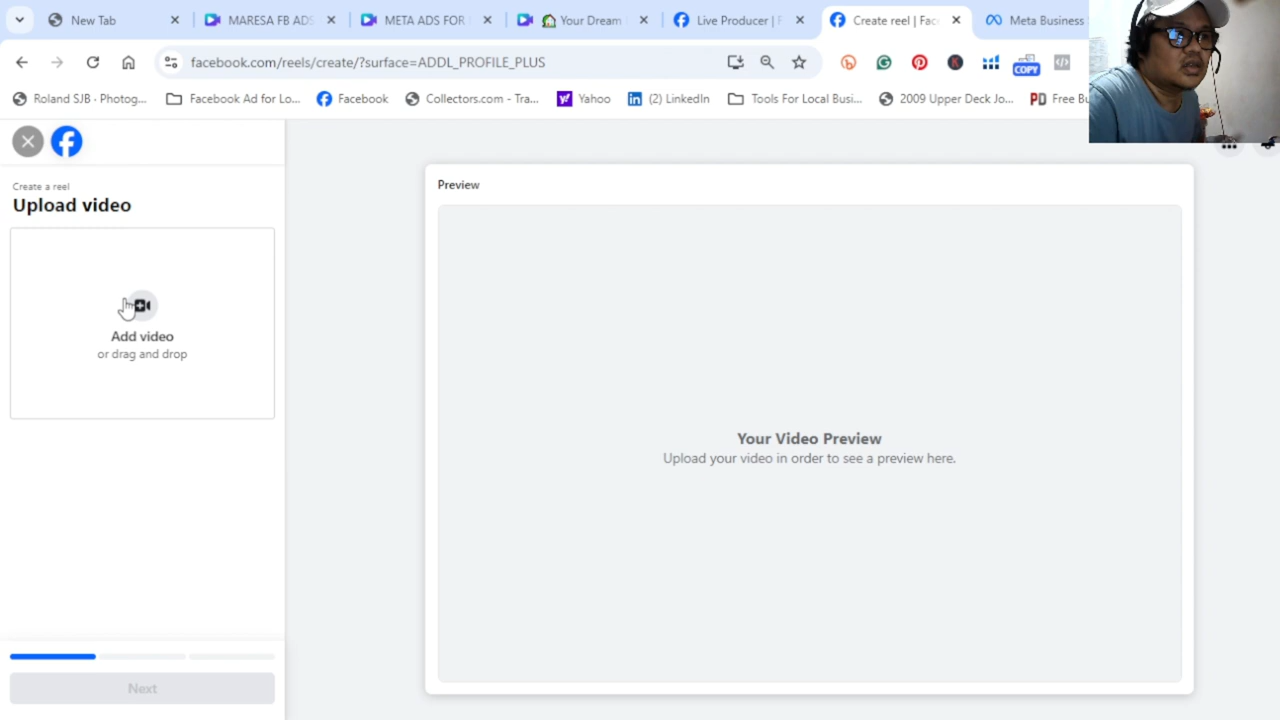 New Tab
MARESA FB ADS
META ADS FOR
Your Dream
Live Producer | F
Create reel | Fac
Meta Business
facebook.com/reels/create/?surface=ADDL_PROFILE_PLUS
COPY
Roland SJB · Photog...
Facebook Ad for Lo...
Facebook
Collectors.com - Tra...
Yahoo
(2) LinkedIn
Tools For Local Busi...
2009 Upper Deck Jo...
PD Free Bu
Create a reel
Upload video
Add video
or drag and drop
Next
Preview
Your Video Preview
Upload your video in order to see a preview here.